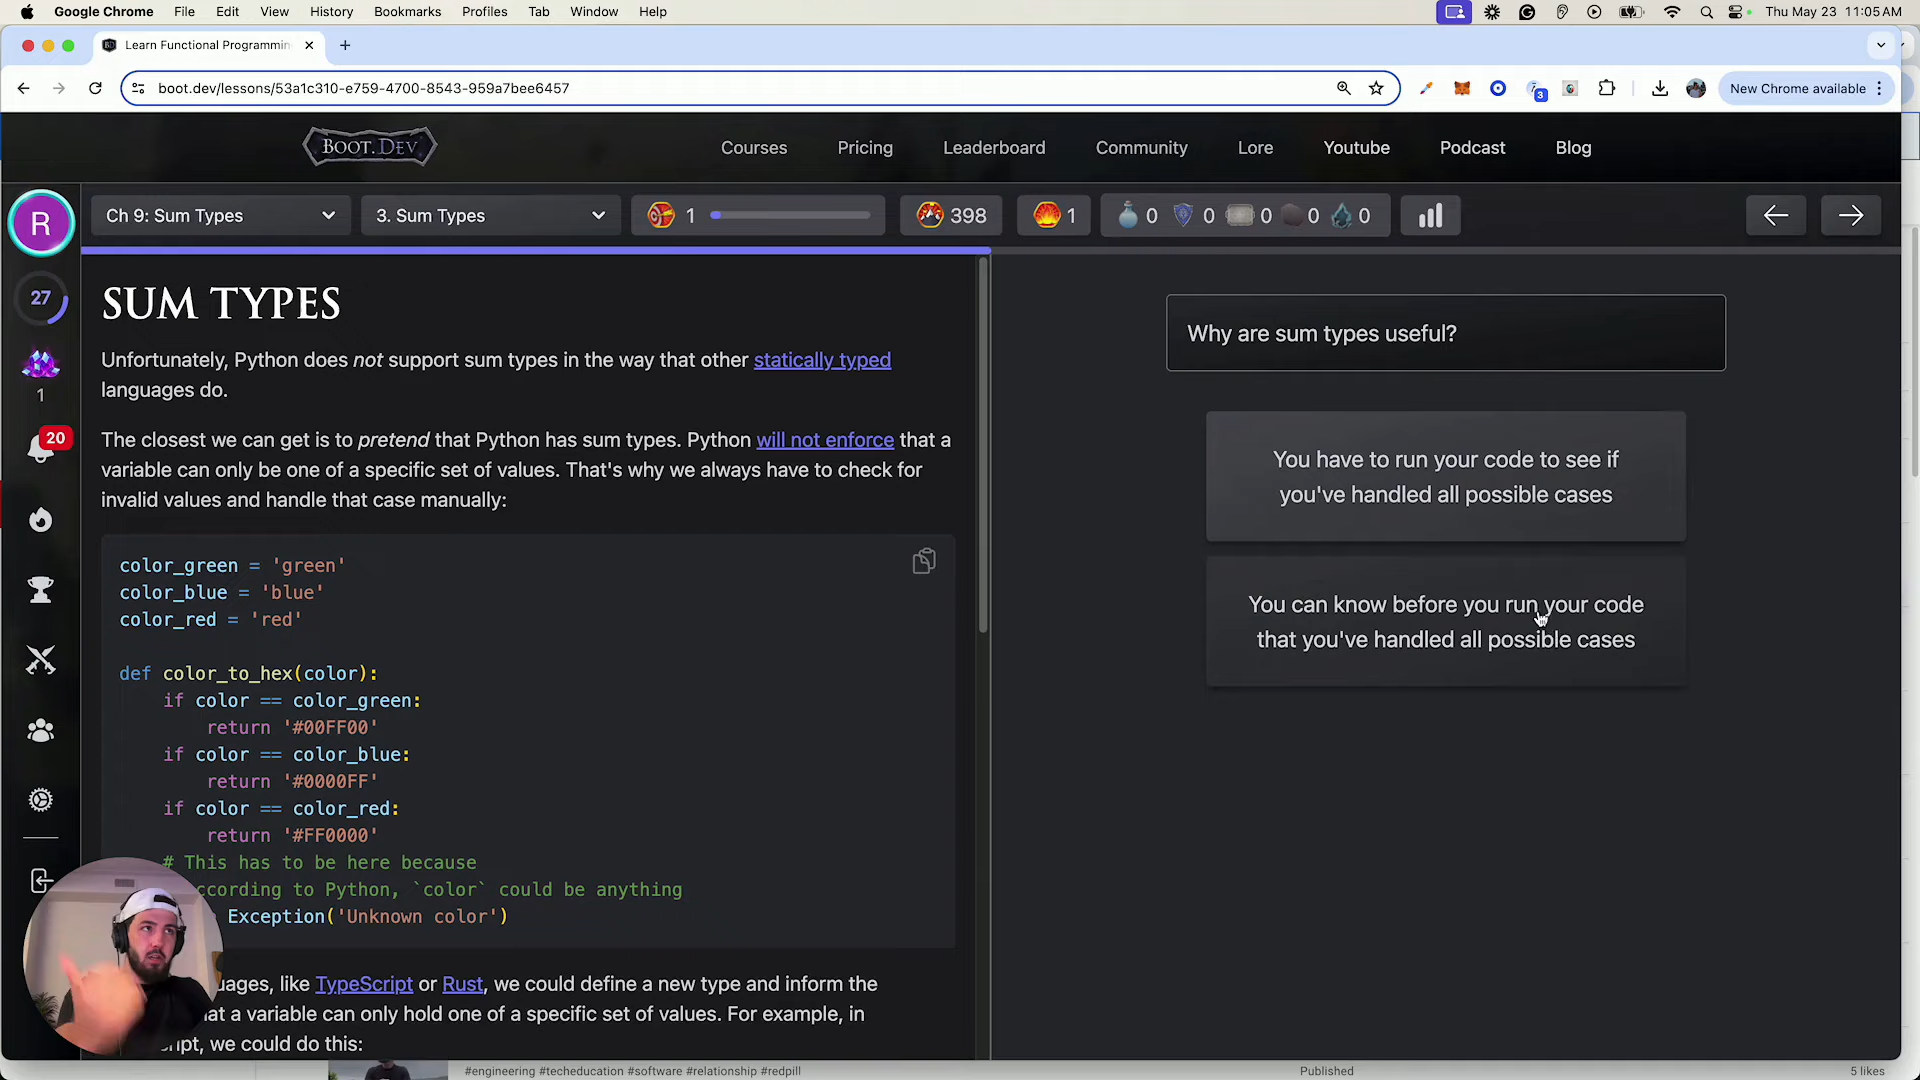 Google Chrome File Edit View History Bookmarks Profiles Tab Window Help
Thu May 23 11:05 AM
Learn Functional Programmin
boot.dev/lessons/53a1c310-e759-4700-8543-959a7bee6457
3
New Chrome available
BOOT.DEV
Courses Pricing Leaderboard Community Lore Youtube Podcast Blog
R
Ch 9: Sum Types
3. Sum Types
1
398
1
0 0 0 0 0
27
1
20
SUM TYPES
Unfortunately, Python does not support sum types in the way that other statically typed
languages do.
The closest we can get is to pretend that Python has sum types. Python will not enforce that a
variable can only be one of a specific set of values. That's why we always have to check for
invalid values and handle that case manually:
color_green = 'green'
color_blue = 'blue'
color_red = 'red'
def color_to_hex(color):
if color == color_green:
return '#00FF00'
if color == color_blue:
return '#0000FF'
if color == color_red:
return '#FF0000'
# This has to be here because
ccording to Python, `color` could be anything
Exception('Unknown color')
uages, like TypeScript or Rust, we could define a new type and inform the
at a variable can only hold one of a specific set of values. For example, in
ript, we could do this:
Why are sum types useful?
You have to run your code to see if
you've handled all possible cases
You can know before you run your code
that you've handled all possible cases
#engineering #techeducation #software #relationship #redpill
Published
5 likes